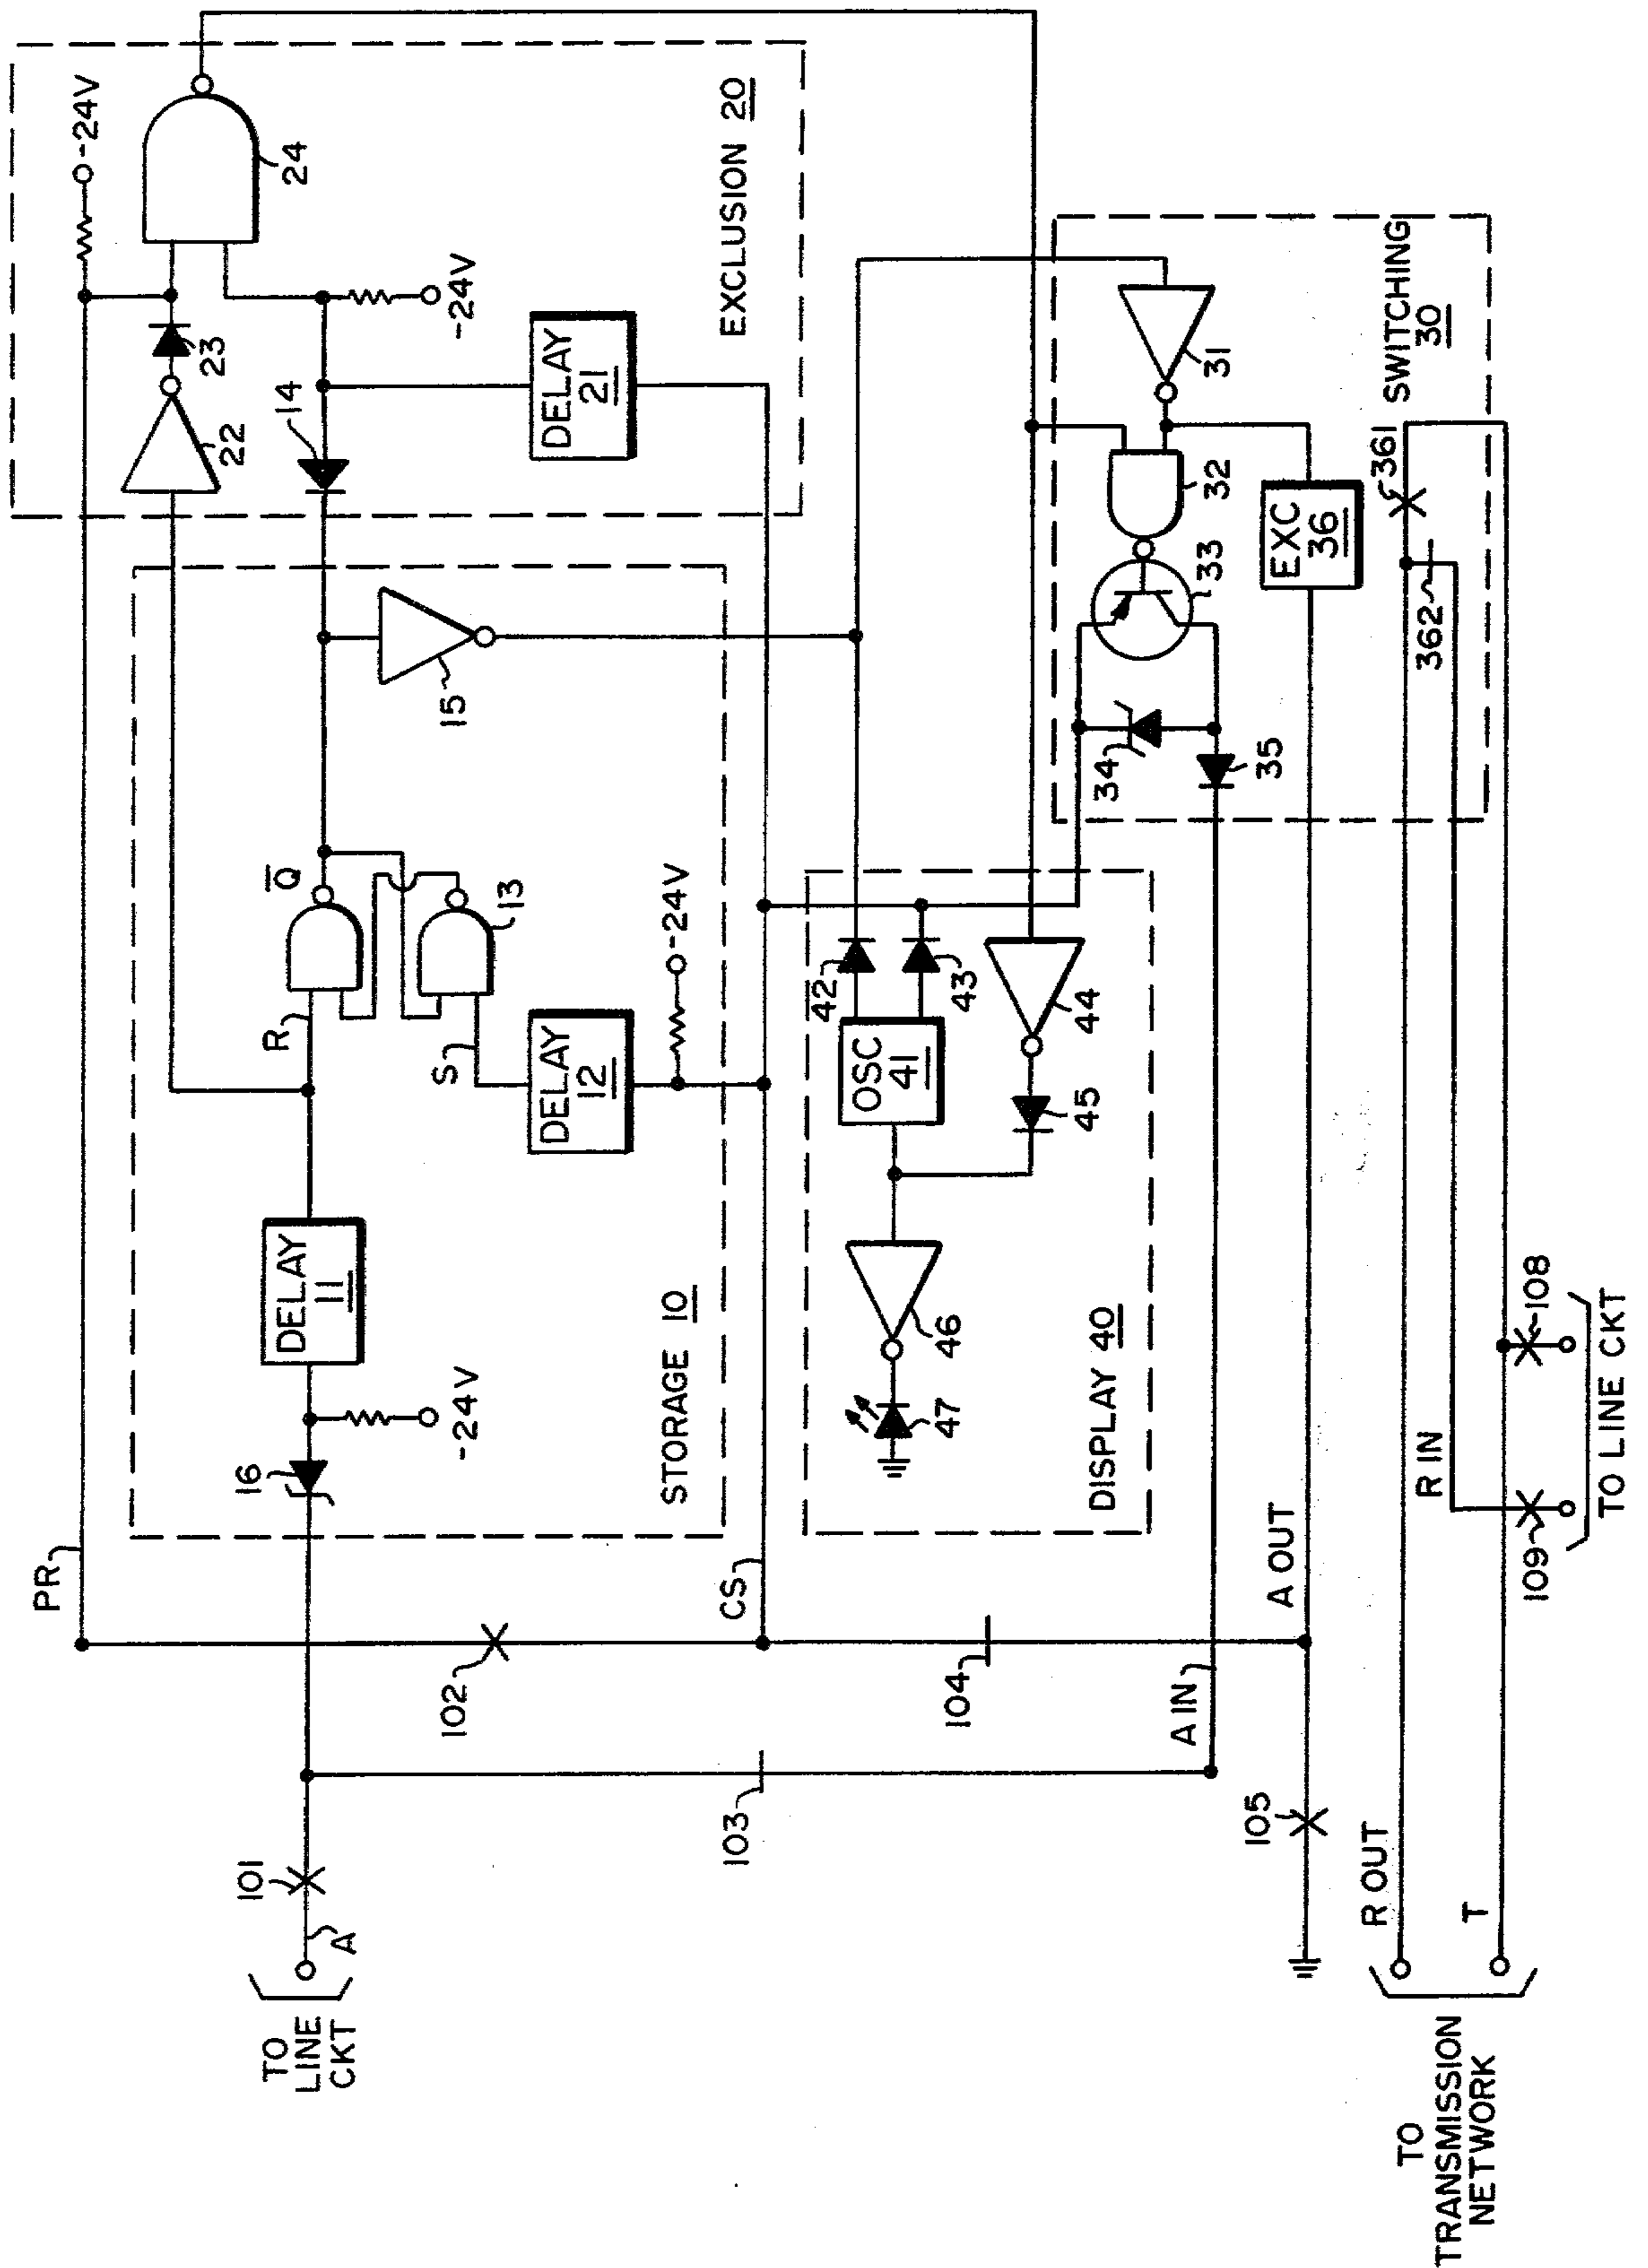 -24V
24
23
22
14
-24V
DELAY
21
EXCLUSION 20
PR
15
Q
R
13
S
DELAY
12
-24V
DELAY
11
16
-24V
STORAGE 10
31
32
33
EXC
36
361
362
34
35
SWITCHING
30
42
43
OSC
41
44
45
46
47
DISPLAY 40
102
CS
104
103
A IN
A OUT
101
A
105
TO
LINE
CKT
R OUT
T
R IN
108
109
TO LINE CKT
TO
TRANSMISSION
NETWORK